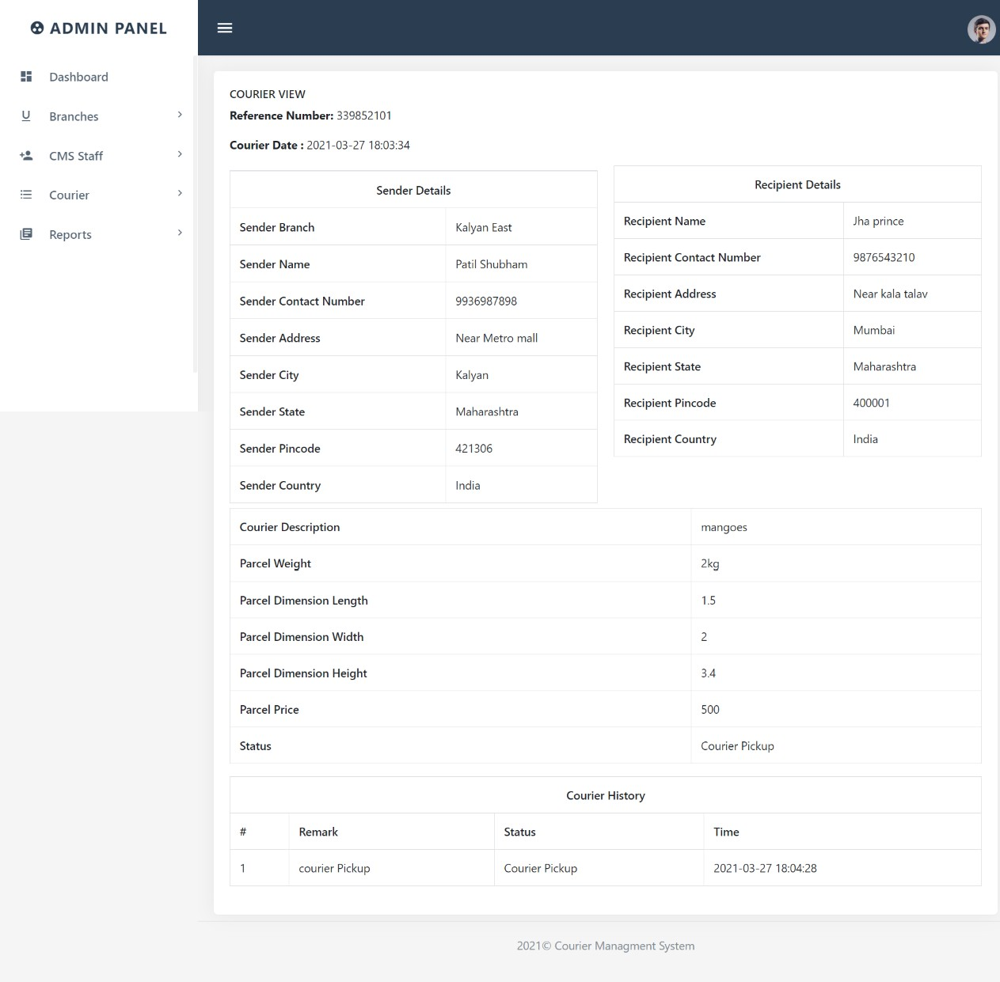 ADMIN PANEL
Dashboard
Branches
CMS Staff
Courier
Reports
COURIER VIEW
Reference Number: 339852101
Courier Date : 2021-03-27 18:03:34
Sender Details
Sender Branch Kalyan East
Sender Name Patil Shubham
Sender Contact Number 9936987898
Sender Address Near Metro mall
Sender City Kalyan
Sender State Maharashtra
Sender Pincode 421306
Sender Country India
Recipient Details
Recipient Name Jha prince
Recipient Contact Number 9876543210
Recipient Address Near kala talav
Recipient City Mumbai
Recipient State Maharashtra
Recipient Pincode 400001
Recipient Country India
Courier Description mangoes
Parcel Weight 2kg
Parcel Dimension Length 1.5
Parcel Dimension Width 2
Parcel Dimension Height 3.4
Parcel Price 500
Status Courier Pickup
Courier History
# Remark Status Time
1 courier Pickup Courier Pickup 2021-03-27 18:04:28
2021© Courier Managment System